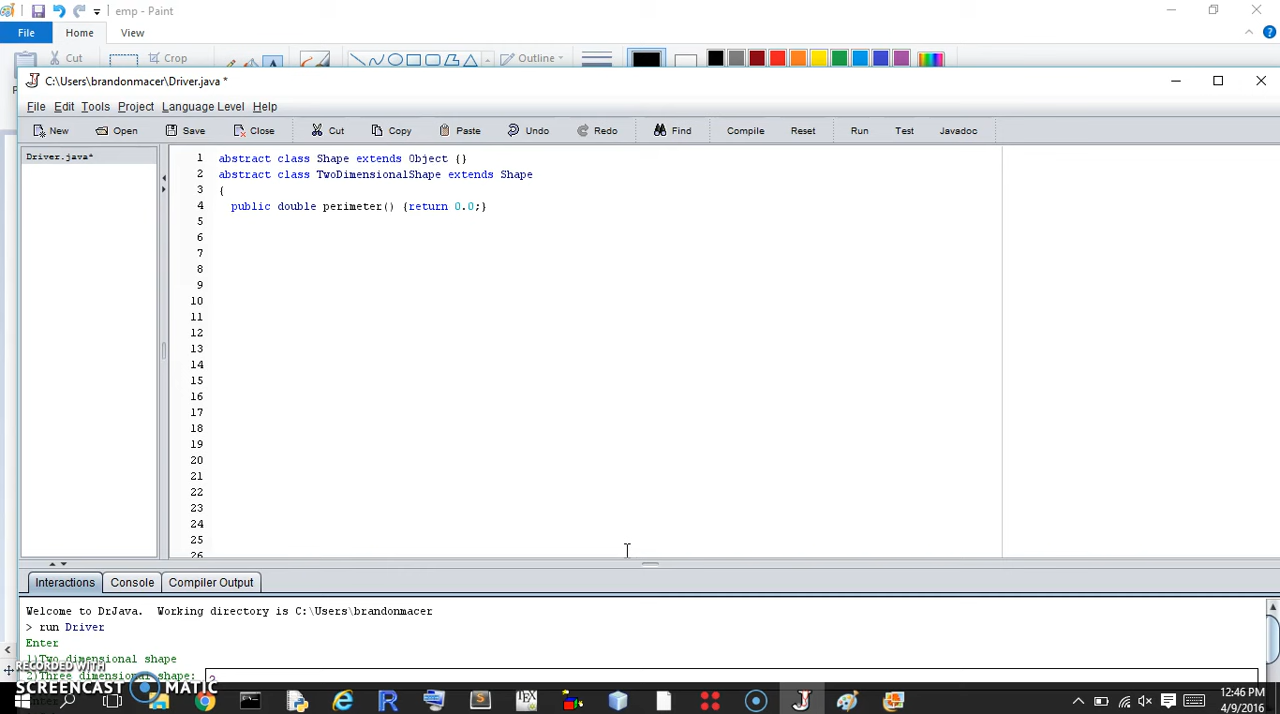 emp - Paint
File Home View
Cut Crop Outline
C:\Users\brandonmacer\Driver.java *
File Edit Tools Project Language Level Help
New Open Save Close Cut Copy Paste Undo Redo Find Compile Reset Run Test Javadoc
Driver.java*
1 abstract class Shape extends Object {}
2 abstract class TwoDimensionalShape extends Shape
3 {
4 public double perimeter() {return 0.0;}
5
6
7
8
9
10
11
12
13
14
15
16
17
18
19
20
21
22
23
24
25
26
Interactions Console Compiler Output
Welcome to DrJava. Working directory is C:\Users\brandonmacer
> run Driver
Enter
1)Two dimensional shape
2)Three dimensional shape:
RECORDED WITH
SCREENCAST MATIC
12:46 PM
4/9/2016